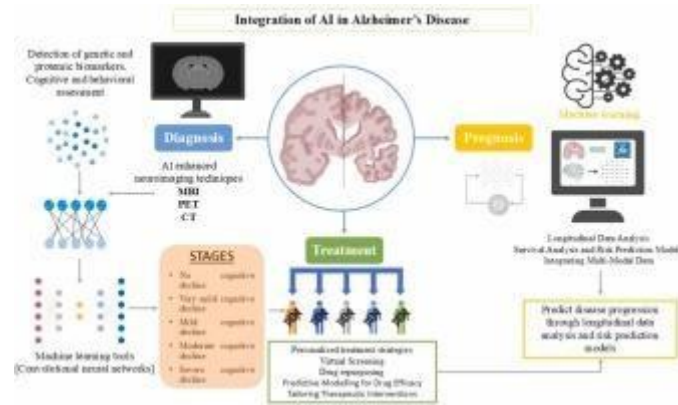 Integration of AI in Alzheimer's Disease
Detection of genetic and
proteomic biomarkers.
Cognitive and behavioral
assessment
Diagnosis
AI enhanced
neuroimaging techniques
MRI
PET
CT
Prognosis
Machine learning
Longitudinal Data Analysis
Survival Analysis and Risk Prediction Model
Integrating Multi-Modal Data
Treatment
STAGES
No cognitive
decline
Very mild cognitive
decline
Mild cognitive
decline
Moderate cognitive
decline
Severe cognitive
decline
Machine learning tools
(Convolutional neural networks)
Personalized treatment strategies
Virtual Screening
Drug repurposing
Predictive Modelling for Drug Efficacy
Tailoring Therapeutic Interventions
Predict disease progression
through longitudinal data
analysis and risk prediction
models